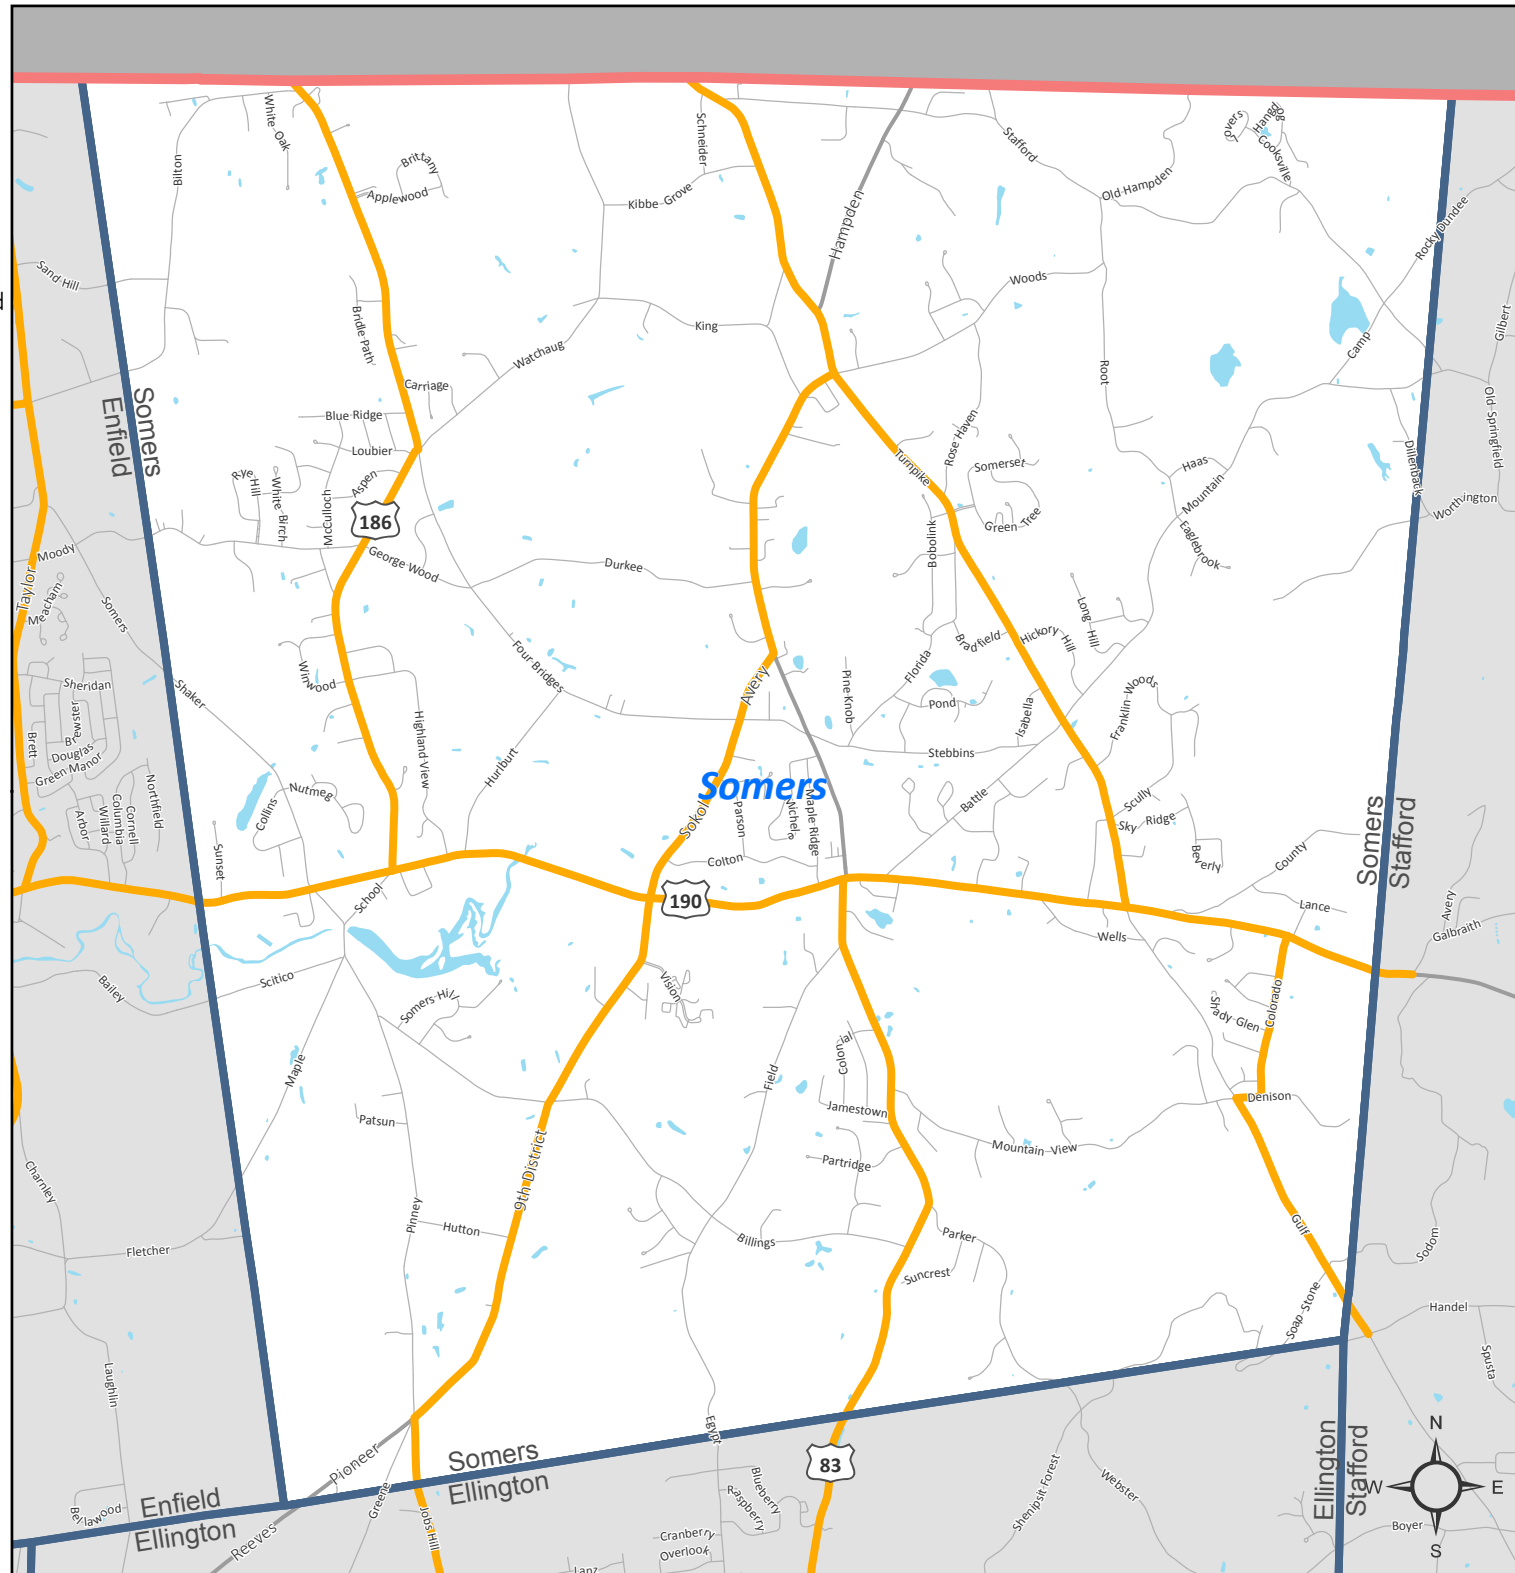 White Oak
Schneider
Lovers
Hangdog
Cooksville
Stafford
Bilton
Brittany
Applewood
Kibbe Grove
Old Hampden
Hampden
Rocky Dundee
Sand Hill
Woods
d
Bridle Path
King
Gilbert
Watchaug
Camp
Root
Carriage
Somers
Enfield
Blue Ridge
Old Springfield
Rose Haven
Loubier
Turnpike
Dillenback
Somerset
Haas
Rye Hill
White Birch
Aspen
McCulloch
Mountain
Worthington
186
Green Tree
Eaglebrook
Bobolink
Moody
George Wood
Durkee
Taylor
Meacham
Somers
Long Hill
Bradfield
Hickory Hill
Winwood
Four Bridges
Florida
Avery
Pine Knob
Franklin Woods
Sheridan
Shaker
Pond
Isabella
Brewster
Brett
Douglas
Green Manor
Highland View
Stebbins
Hurlburt
Somers
Northfield
Nutmeg
Collins
Battle
Scully
Arbor
Willard
Columbia
Cornell
Sokol
Parson
Michele
Maple Ridge
Sky Ridge
Somers
Stafford
Sunset
Colton
Beverly
County
School
190
Lance
Avery
Galbraith
Wells
Bailey
Scitico
Vision
Somers Hill
Shady Glen
Colorado
Maple
Field
Colonial
Denison
Patsun
Jamestown
Mountain View
Charnley
9th District
Partridge
Pinney
Hutton
Gulf
Fletcher
Billings
Parker
Sodom
Suncrest
Soap Stone
Handel
Laughlin
Spusta
Egypt
Pioneer
Somers
Ellington
83
Ellington
Stafford
N
W
E
S
Greene
Blueberry
Raspberry
Shenipsit Forest
Webster
Enfield
Ellington
Bellawood
Reeves
Jobs Hill
Cranberry
Overlook
Boyer
Lanz